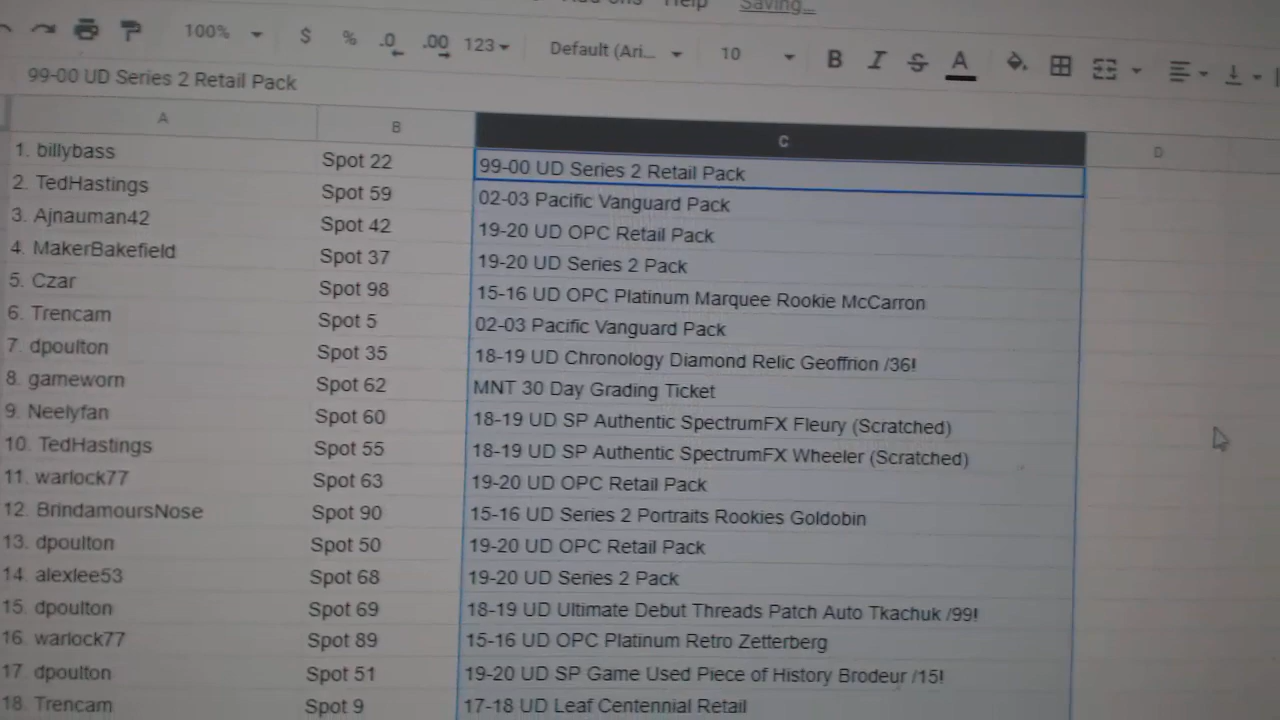 Help Saving...
100% $ % .0 .00 123 Default (Ari... 10 B I S A
99-00 UD Series 2 Retail Pack
A B C D
1. billybass Spot 22 99-00 UD Series 2 Retail Pack
2. TedHastings Spot 59 02-03 Pacific Vanguard Pack
3. Ajnauman42 Spot 42 19-20 UD OPC Retail Pack
4. MakerBakefield Spot 37 19-20 UD Series 2 Pack
5. Czar Spot 98 15-16 UD OPC Platinum Marquee Rookie McCarron
6. Trencam Spot 5 02-03 Pacific Vanguard Pack
7. dpoulton Spot 35 18-19 UD Chronology Diamond Relic Geoffrion /36!
8. gameworn Spot 62 MNT 30 Day Grading Ticket
9. Neelyfan Spot 60 18-19 UD SP Authentic SpectrumFX Fleury (Scratched)
10. TedHastings Spot 55 18-19 UD SP Authentic SpectrumFX Wheeler (Scratched)
11. warlock77 Spot 63 19-20 UD OPC Retail Pack
12. BrindamoursNose Spot 90 15-16 UD Series 2 Portraits Rookies Goldobin
13. dpoulton Spot 50 19-20 UD OPC Retail Pack
14. alexlee53 Spot 68 19-20 UD Series 2 Pack
15. dpoulton Spot 69 18-19 UD Ultimate Debut Threads Patch Auto Tkachuk /99!
16. warlock77 Spot 89 15-16 UD OPC Platinum Retro Zetterberg
17. dpoulton Spot 51 19-20 UD SP Game Used Piece of History Brodeur /15!
18. Trencam Spot 9 17-18 UD Leaf Centennial Retail